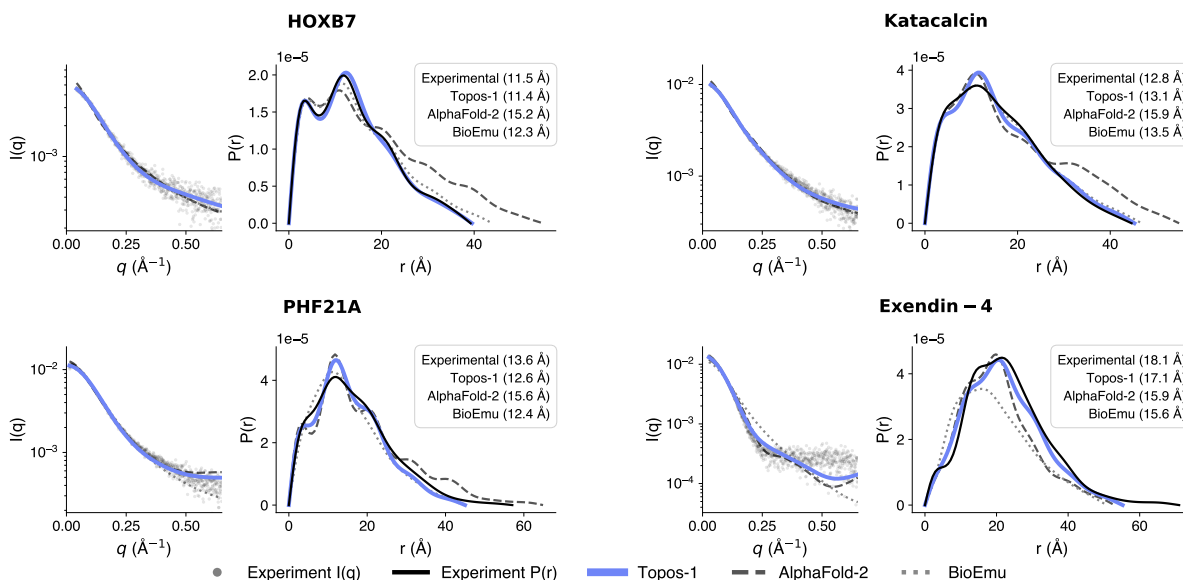 HOXB7
Katacalcin
I(q)
10⁻³
0.00
0.25
0.50
q (Å⁻¹)
1e−5
P(r)
2.0
1.5
1.0
0.5
0.0
0
20
40
r (Å)
Experimental (11.5 Å)
Topos-1 (11.4 Å)
AlphaFold-2 (15.2 Å)
BioEmu (12.3 Å)
I(q)
10⁻²
10⁻³
0.00
0.25
0.50
q (Å⁻¹)
1e−5
P(r)
4
3
2
1
0
0
20
40
r (Å)
Experimental (12.8 Å)
Topos-1 (13.1 Å)
AlphaFold-2 (15.9 Å)
BioEmu (13.5 Å)
PHF21A
Exendin − 4
I(q)
10⁻²
10⁻³
0.00
0.25
0.50
q (Å⁻¹)
1e−5
P(r)
4
2
0
0
20
40
60
r (Å)
Experimental (13.6 Å)
Topos-1 (12.6 Å)
AlphaFold-2 (15.6 Å)
BioEmu (12.4 Å)
I(q)
10⁻²
10⁻³
10⁻⁴
0.00
0.25
0.50
q (Å⁻¹)
1e−5
P(r)
4
2
0
0
20
40
60
r (Å)
Experimental (18.1 Å)
Topos-1 (17.1 Å)
AlphaFold-2 (15.9 Å)
BioEmu (15.6 Å)
Experiment I(q) Experiment P(r) Topos-1 AlphaFold-2 BioEmu